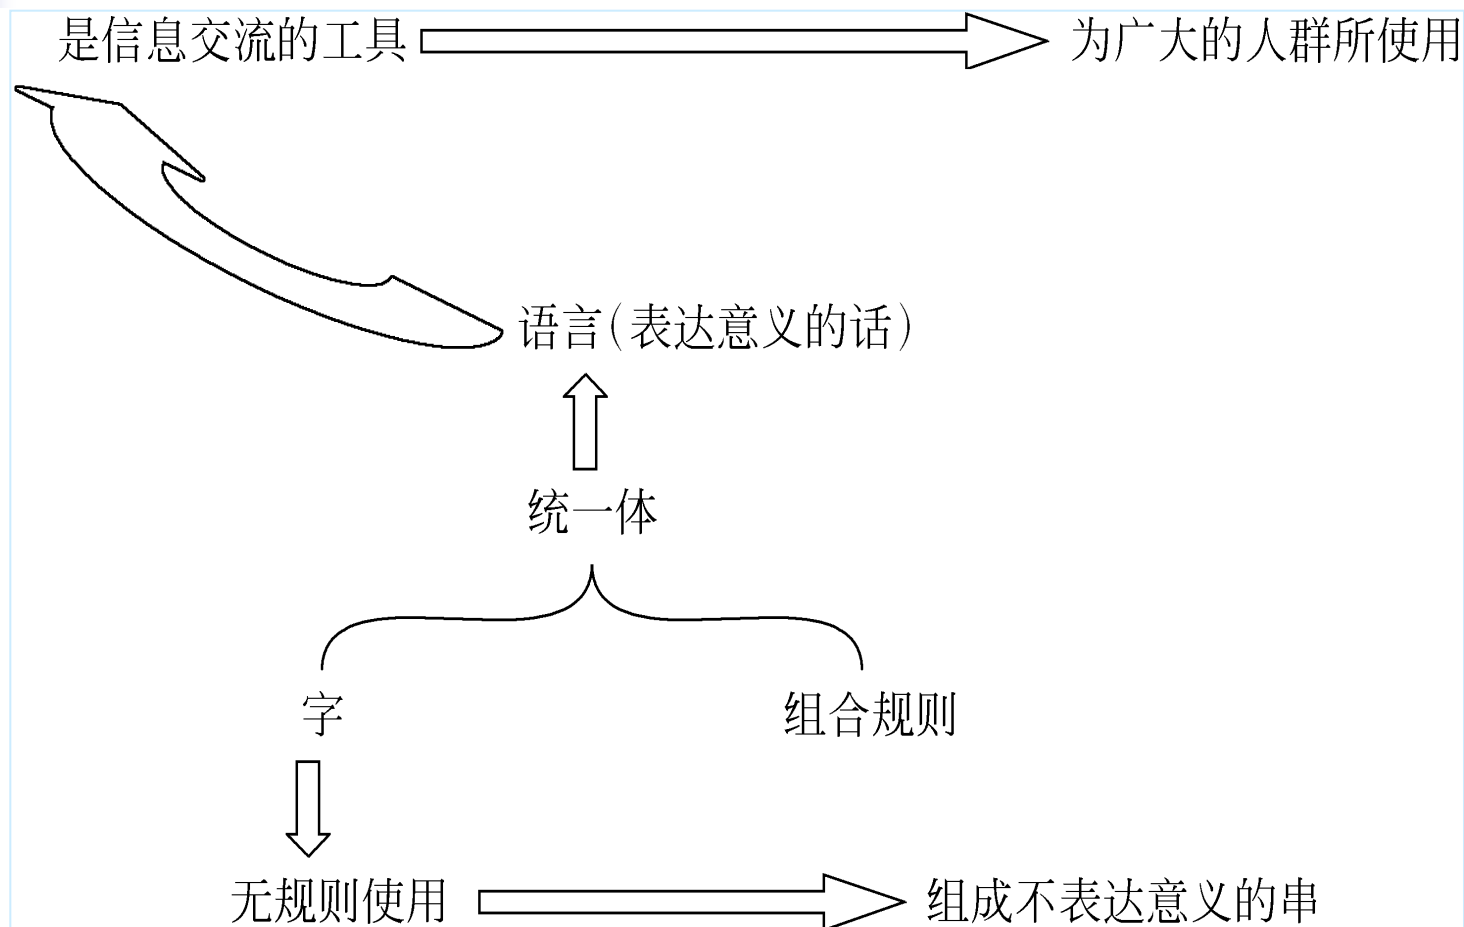 是信息交流的工具 为广大的人群所使用
语言(表达意义的话)
统一体
字 组合规则
无规则使用 组成不表达意义的串